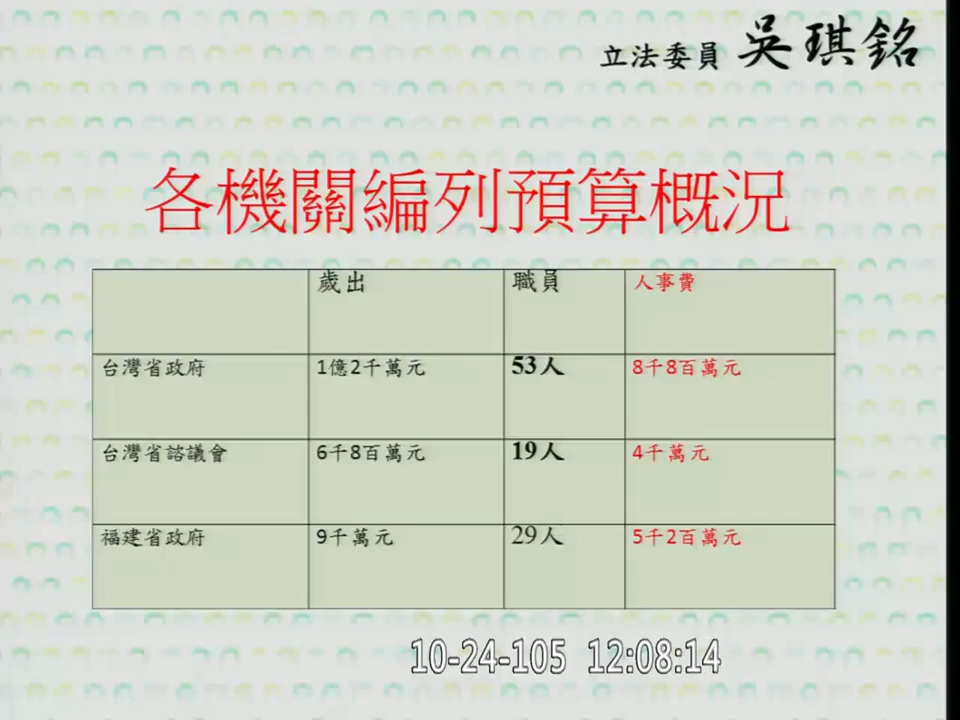 立法委員 吳琪銘
各機關編列預算概況
歲出 職員 人事費
台灣省政府 1億2千萬元 53人 8千8百萬元
台灣省諮議會 6千8百萬元 19人 4千萬元
福建省政府 9千萬元 29人 5千2百萬元
10-24-105 12:08:14